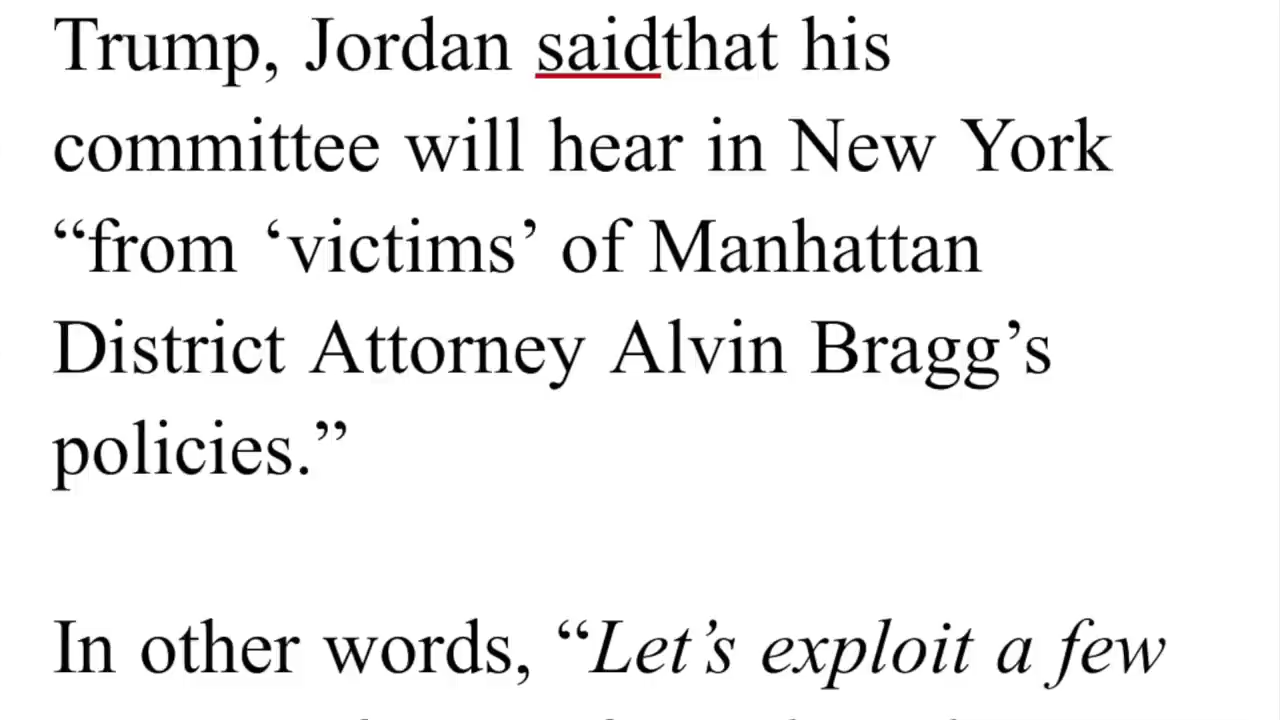 Trump, Jordan saidthat his
committee will hear in New York
“from ‘victims’ of Manhattan
District Attorney Alvin Bragg’s
policies.”
In other words, “Let’s exploit a few